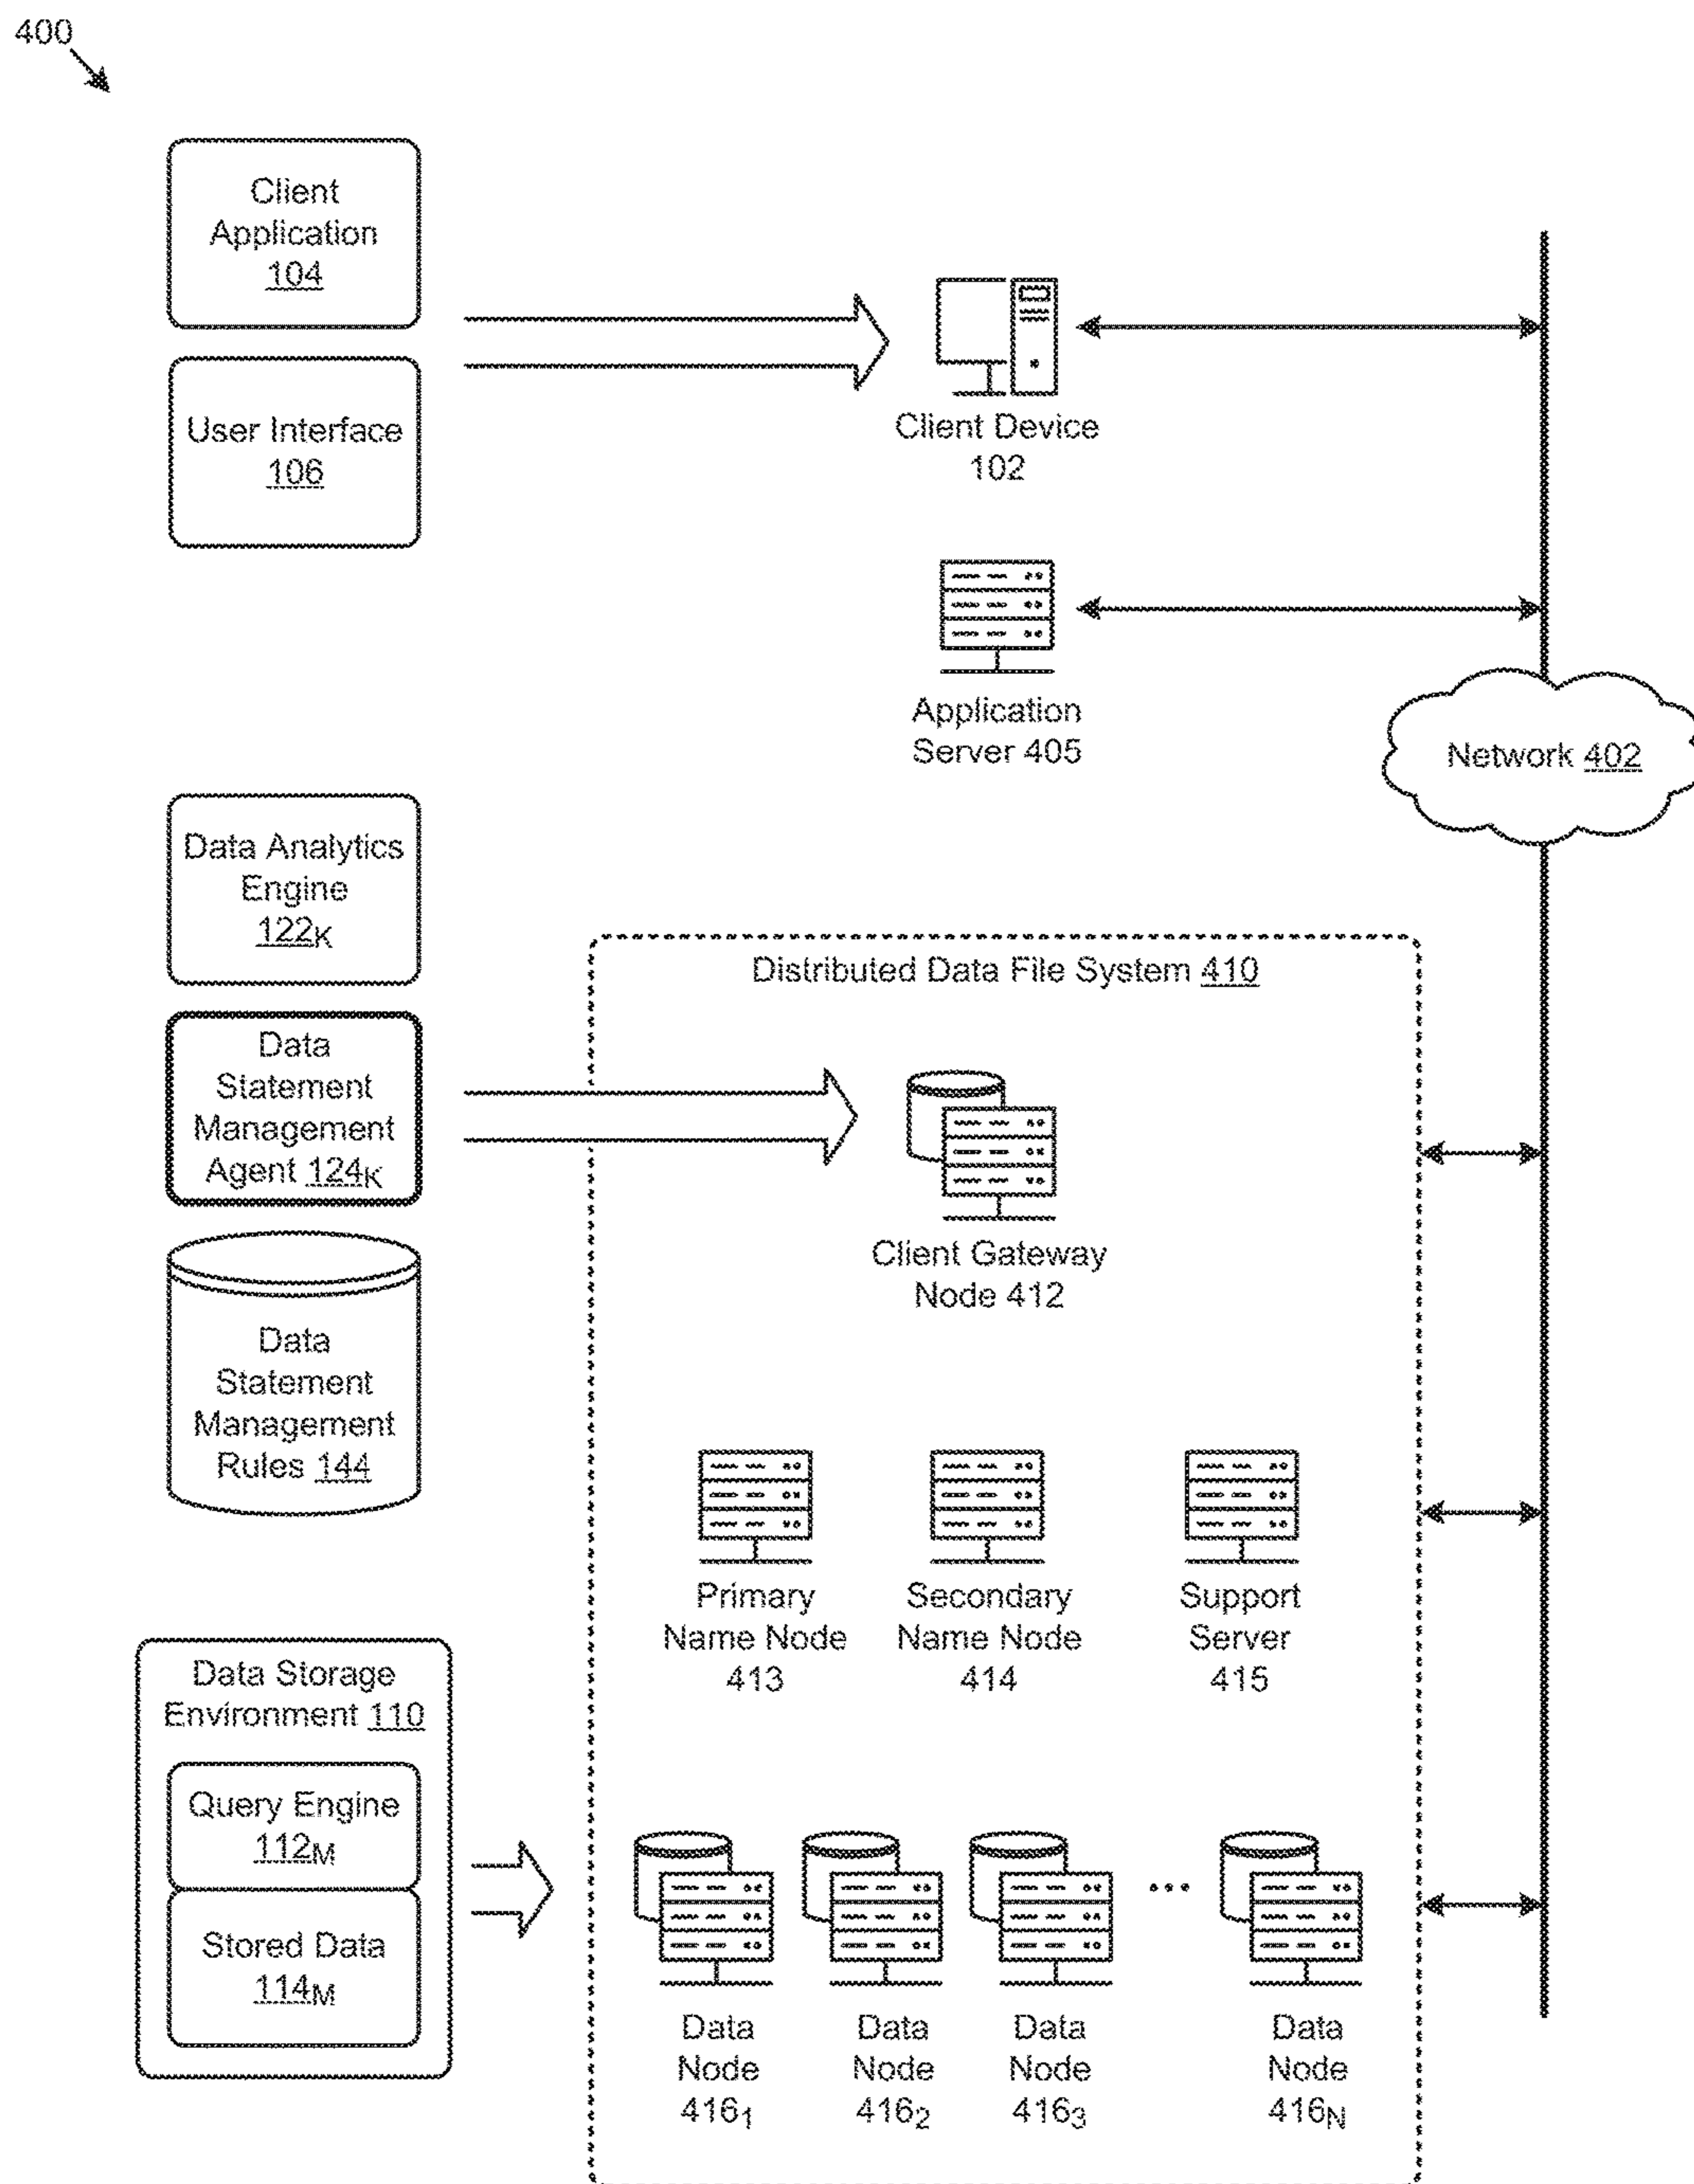 400
Client
Application
104
User Interface
106
Client Device
102
Application
Server 405
Network 402
Data Analytics
Engine
122K
Data
Statement
Management
Agent 124K
Data
Statement
Management
Rules 144
Distributed Data File System 410
Client Gateway
Node 412
Primary
Name Node
413
Secondary
Name Node
414
Support
Server
415
Data Storage
Environment 110
Query Engine
112M
Stored Data
114M
Data
Node
4161
Data
Node
4162
Data
Node
4163
...
Data
Node
416N